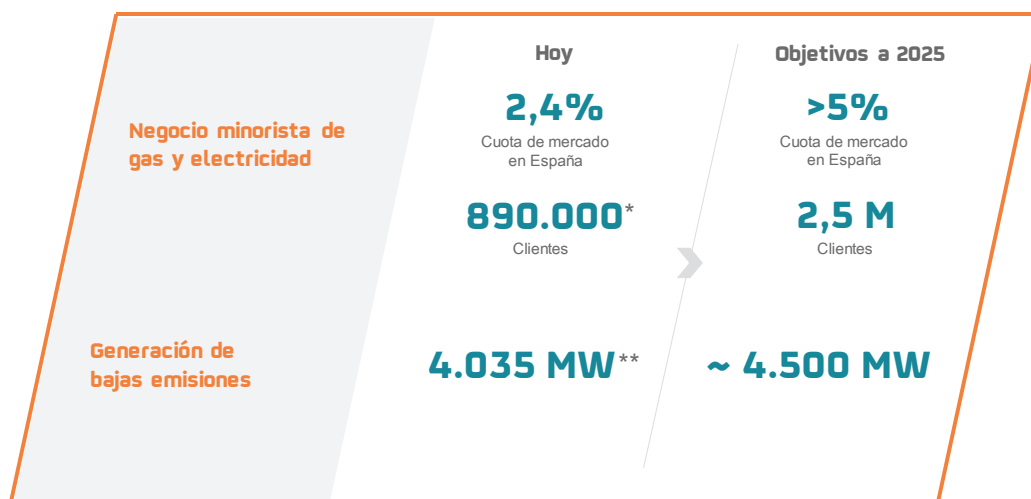 Hoy
Objetivos a 2025
Negocio minorista de
gas y electricidad
2,4%
Cuota de mercado
en España
>5%
Cuota de mercado
en España
890.000*
Clientes
2,5 M
Clientes
Generación de
bajas emisiones
4.035 MW**
~ 4.500 MW